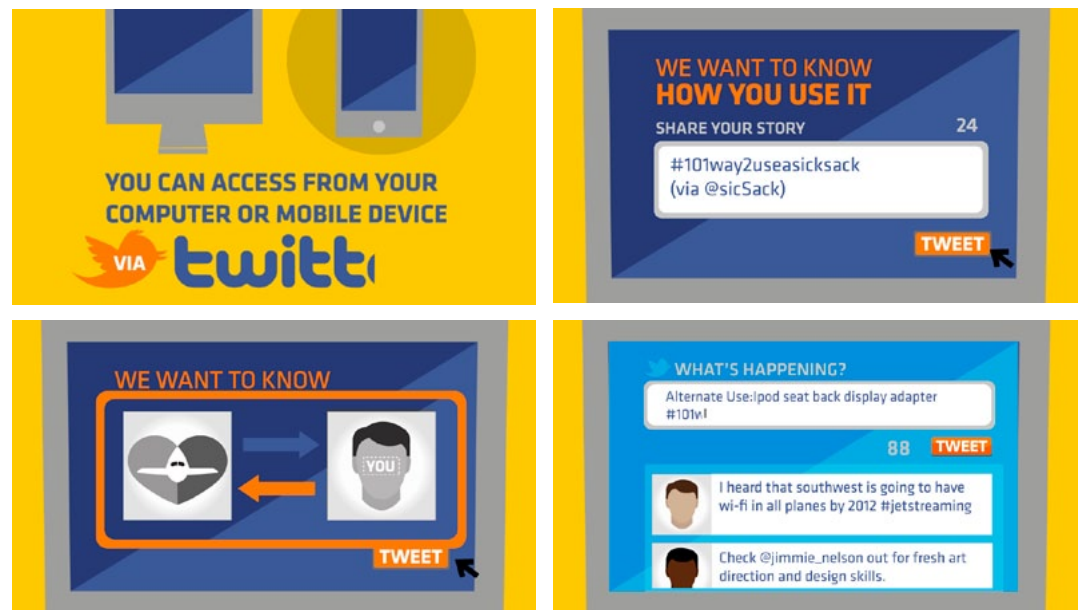 YOU CAN ACCESS FROM YOUR
COMPUTER OR MOBILE DEVICE
VIA twitt
WE WANT TO KNOW
HOW YOU USE IT
SHARE YOUR STORY 24
#101way2useasicksack
(via @sicSack)
TWEET
WE WANT TO KNOW
YOU
TWEET
WHAT'S HAPPENING?
Alternate Use:Ipod seat back display adapter
#101w
88 TWEET
I heard that southwest is going to have
wi-fi in all planes by 2012 #jetstreaming
Check @jimmie_nelson out for fresh art
direction and design skills.